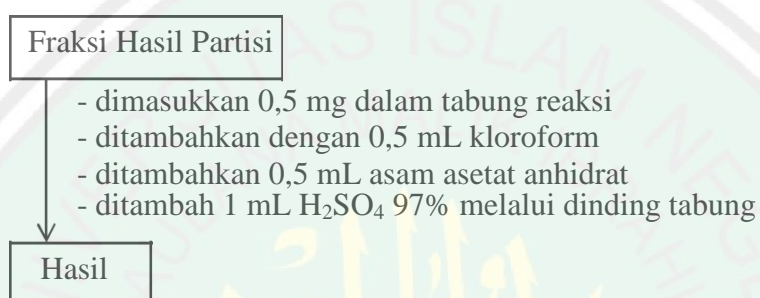 Fraksi Hasil Partisi
- dimasukkan 0,5 mg dalam tabung reaksi
- ditambahkan dengan 0,5 mL kloroform
- ditambahkan 0,5 mL asam asetat anhidrat
- ditambah 1 mL H₂SO₄ 97% melalui dinding tabung
Hasil